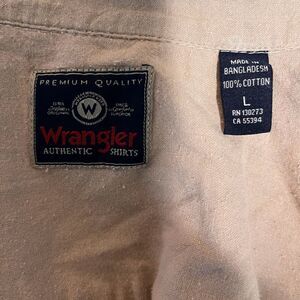 PREMIUM QUALITY
W
Wrangler
AUTHENTIC SHIRTS
MADE IN
BANGLADESH
100% COTTON
L
RN 130273
CA 55394